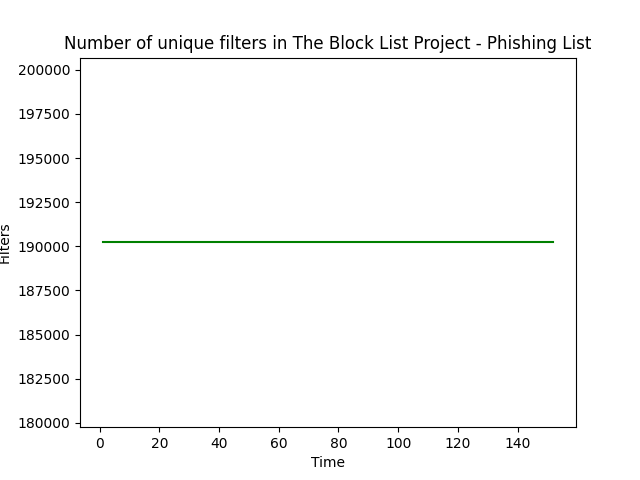 Number of unique filters in The Block List Project - Phishing List
200000
197500
195000
192500
190000
187500
185000
182500
180000
Filters
0 20 40 60 80 100 120 140
Time